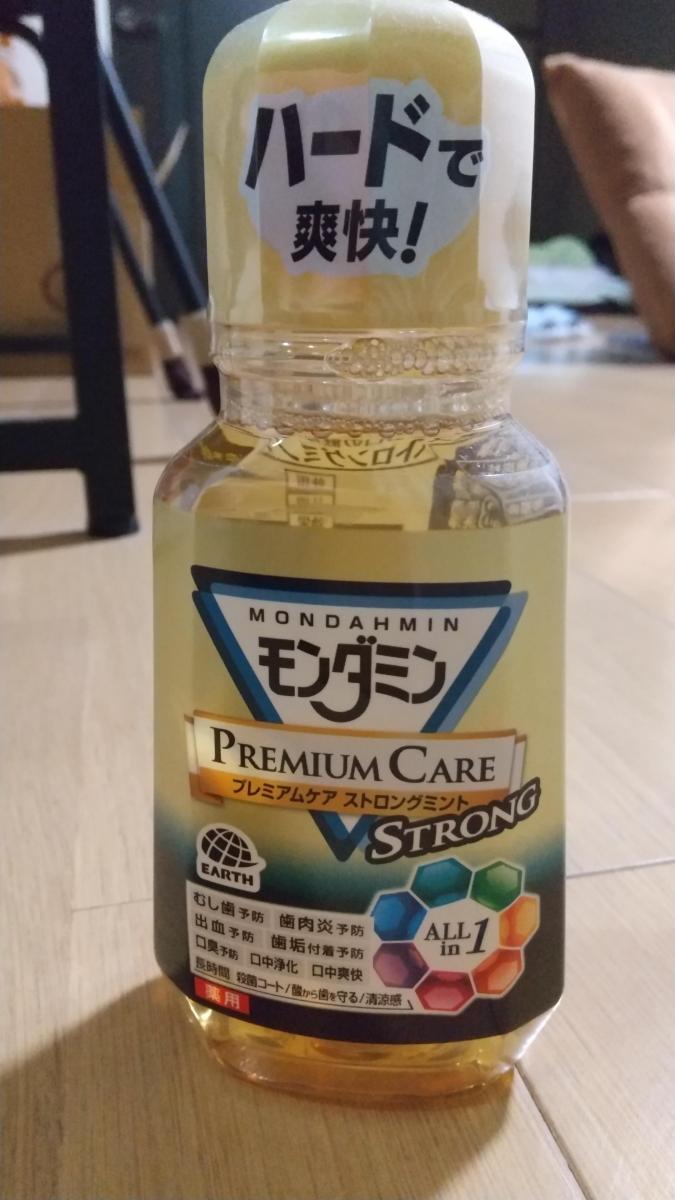 ハードで
爽快!
MONDAHMIN
モンダミン
PREMIUM CARE
プレミアムケア ストロングミント
STRONG
EARTH
ALL
in 1
むし歯予防 歯肉炎予防
出血予防 歯垢付着予防
口臭予防 口中浄化 口中爽快
長時間 殺菌コート/酸から歯を守る/清涼感
薬用